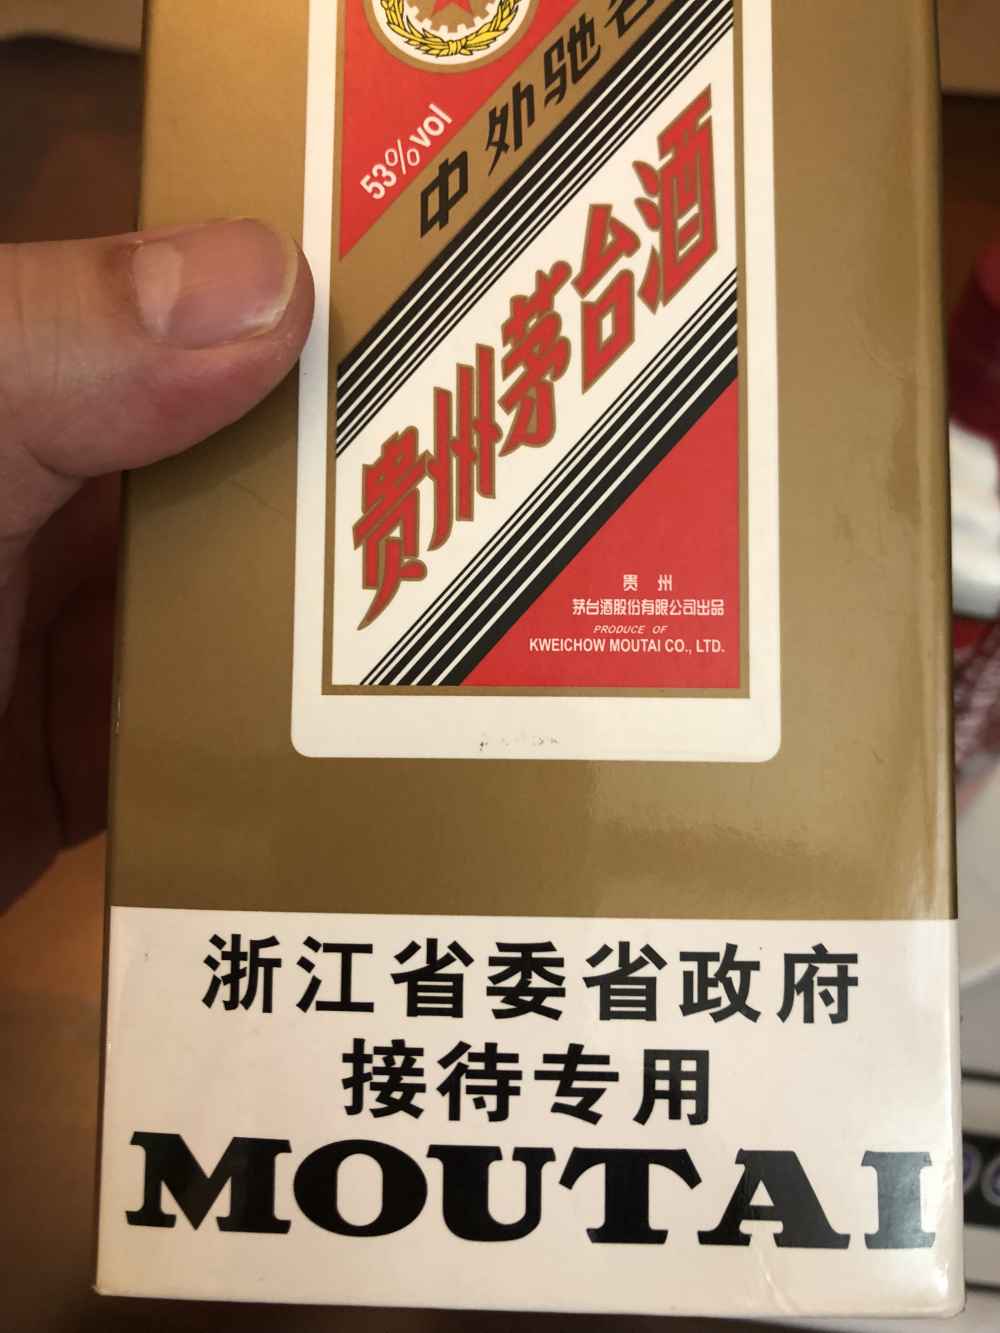 53%vol
中外驰名
贵州茅台酒
贵 州
茅台酒股份有限公司出品
PRODUCE OF
KWEICHOW MOUTAI CO., LTD.
浙江省委省政府
接待专用
MOUTAI